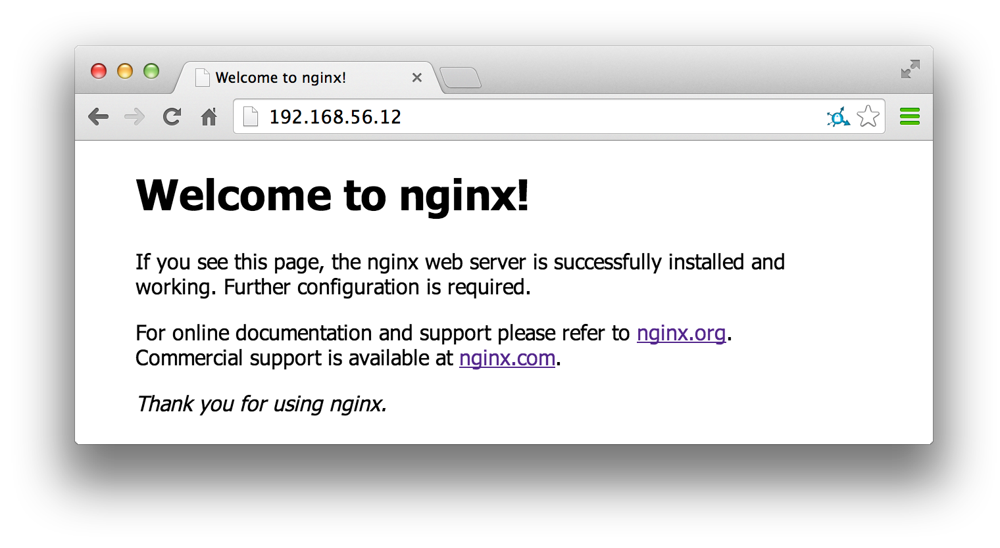 Welcome to nginx!
192.168.56.12
Welcome to nginx!
If you see this page, the nginx web server is successfully installed and
working. Further configuration is required.
For online documentation and support please refer to nginx.org.
Commercial support is available at nginx.com.
Thank you for using nginx.